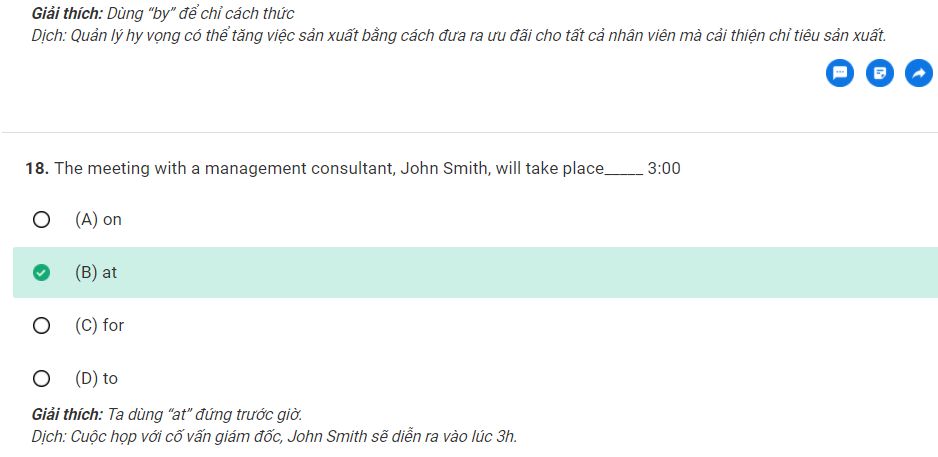 Giải thích: Dùng “by” để chỉ cách thức
Dịch: Quản lý hy vọng có thể tăng việc sản xuất bằng cách đưa ra ưu đãi cho tất cả nhân viên mà cải thiện chỉ tiêu sản xuất.
18. The meeting with a management consultant, John Smith, will take place_____ 3:00
(A) on
(B) at
(C) for
(D) to
Giải thích: Ta dùng “at” đứng trước giờ.
Dịch: Cuộc họp với cố vấn giám đốc, John Smith sẽ diễn ra vào lúc 3h.